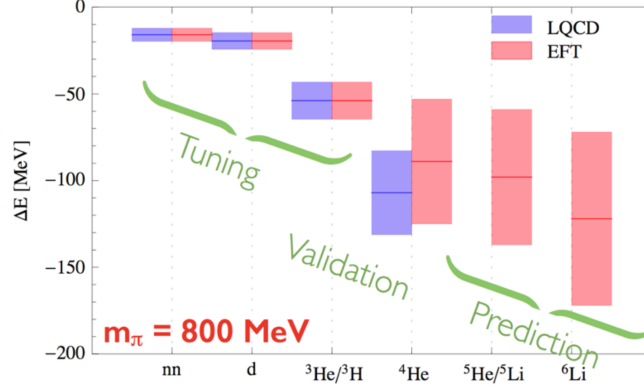 0
LQCD
EFT
−50
Tuning
ΔE [MeV]
−100
Validation
−150
Prediction
mπ = 800 MeV
−200
nn d ³He/³H ⁴He ⁵He/⁵Li ⁶Li